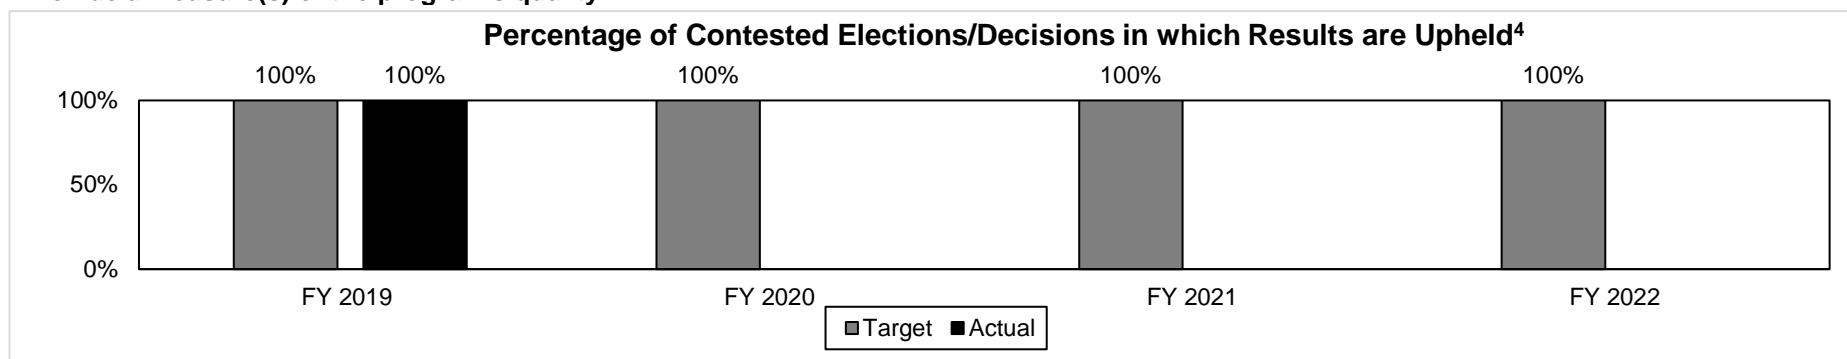 Percentage of Contested Elections/Decisions in which Results are Upheld⁴
100% 100% 100% 100% 100%
100%
50%
0%
FY 2019 FY 2020 FY 2021 FY 2022
Target Actual